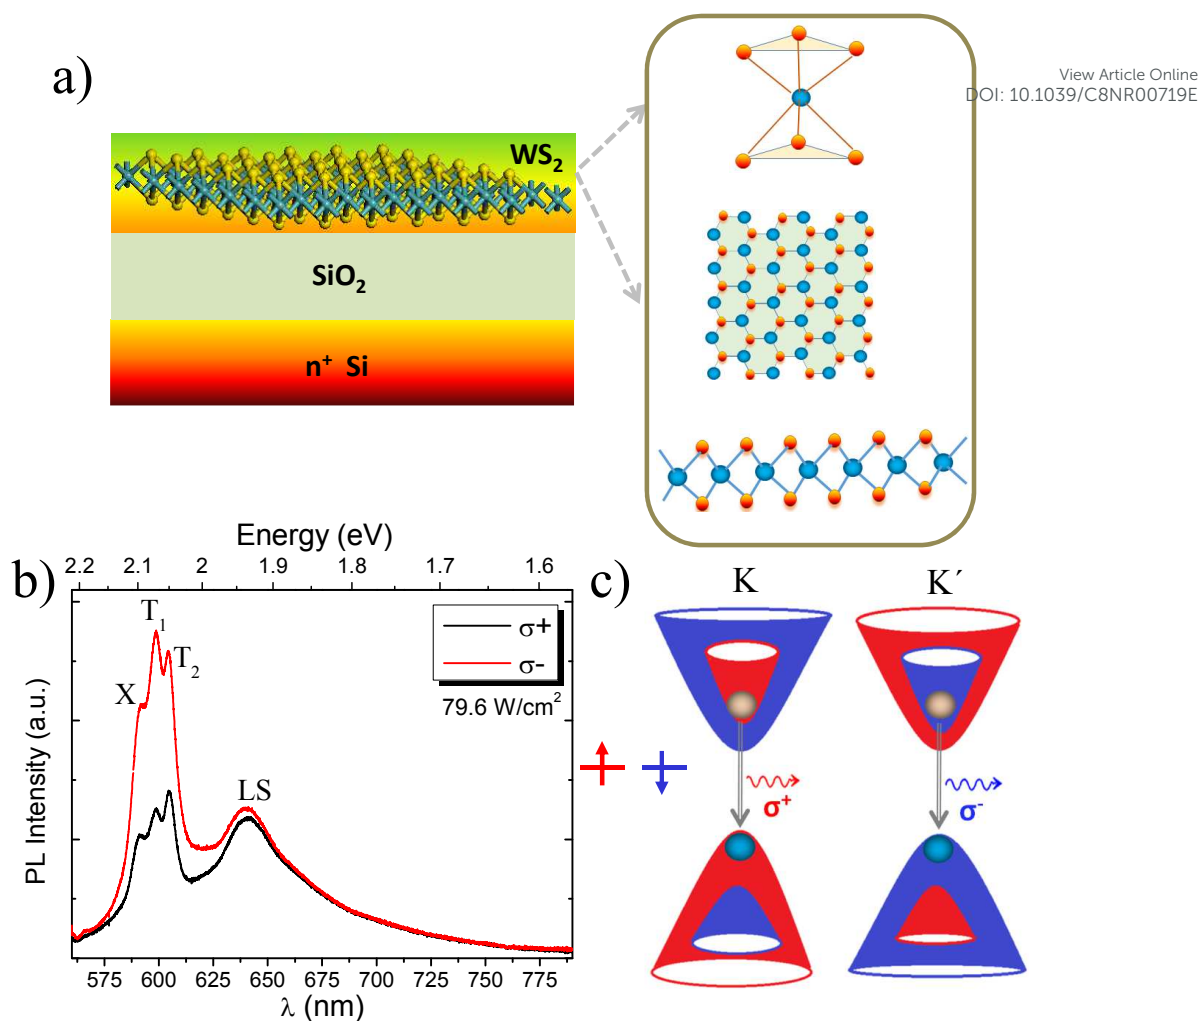 a)
View Article Online
DOI: 10.1039/C8NR00719E
WS2
SiO2
n+ Si
b)
Energy (eV)
2.2 2.1 2 1.9 1.8 1.7 1.6
T1
T2
X
LS
σ+
σ-
79.6 W/cm2
PL Intensity (a.u.)
575 600 625 650 675 700 725 750 775
λ (nm)
c)
K
K´
σ+
σ-